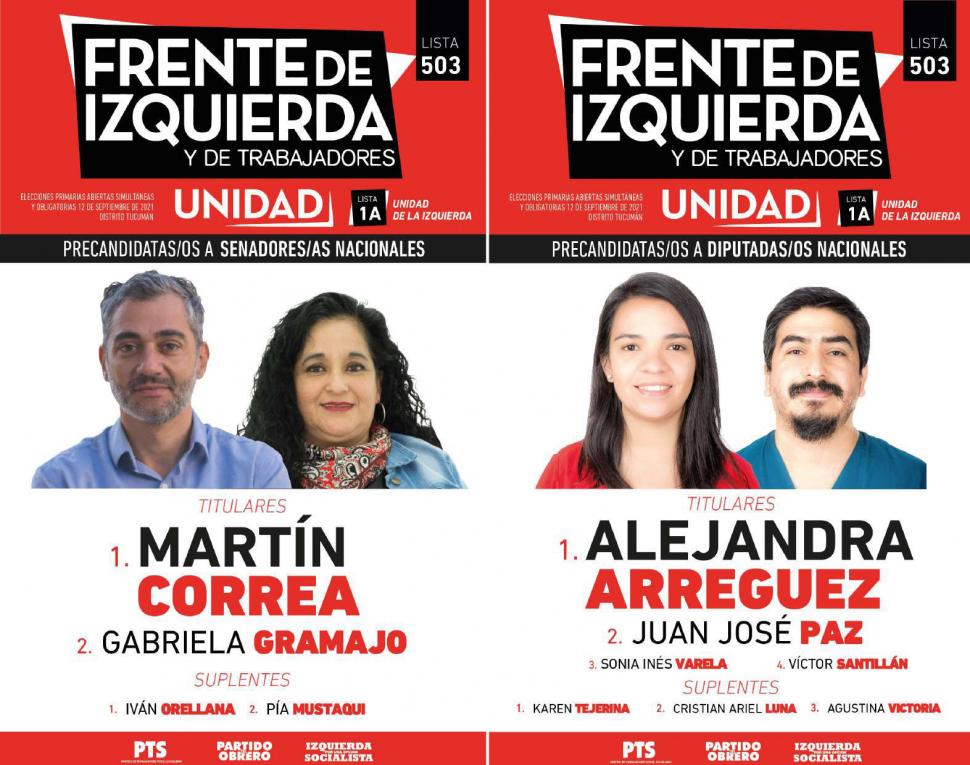 FRENTE DE
IZQUIERDA
Y DE TRABAJADORES
LISTA
503
ELECCIONES PRIMARIAS ABIERTAS SIMULTÁNEAS
Y OBLIGATORIAS 12 DE SEPTIEMBRE DE 2021
DISTRITO TUCUMÁN
UNIDAD
LISTA
1A
UNIDAD
DE LA IZQUIERDA
PRECANDIDATAS/OS A SENADORES/AS NACIONALES
TITULARES
1. MARTÍN
CORREA
2. GABRIELA GRAMAJO
SUPLENTES
1. IVÁN ORELLANA 2. PÍA MUSTAQUI
PTS
PARTIDO
OBRERO
IZQUIERDA
SOCIALISTA
FRENTE DE
IZQUIERDA
Y DE TRABAJADORES
LISTA
503
ELECCIONES PRIMARIAS ABIERTAS SIMULTÁNEAS
Y OBLIGATORIAS 12 DE SEPTIEMBRE DE 2021
DISTRITO TUCUMÁN
UNIDAD
LISTA
1A
UNIDAD
DE LA IZQUIERDA
PRECANDIDATAS/OS A DIPUTADAS/OS NACIONALES
TITULARES
1. ALEJANDRA
ARREGUEZ
2. JUAN JOSÉ PAZ
3. SONIA INÉS VARELA 4. VÍCTOR SANTILLÁN
SUPLENTES
1. KAREN TEJERINA 2. CRISTIAN ARIEL LUNA 3. AGUSTINA VICTORIA
PTS
PARTIDO
OBRERO
IZQUIERDA
SOCIALISTA